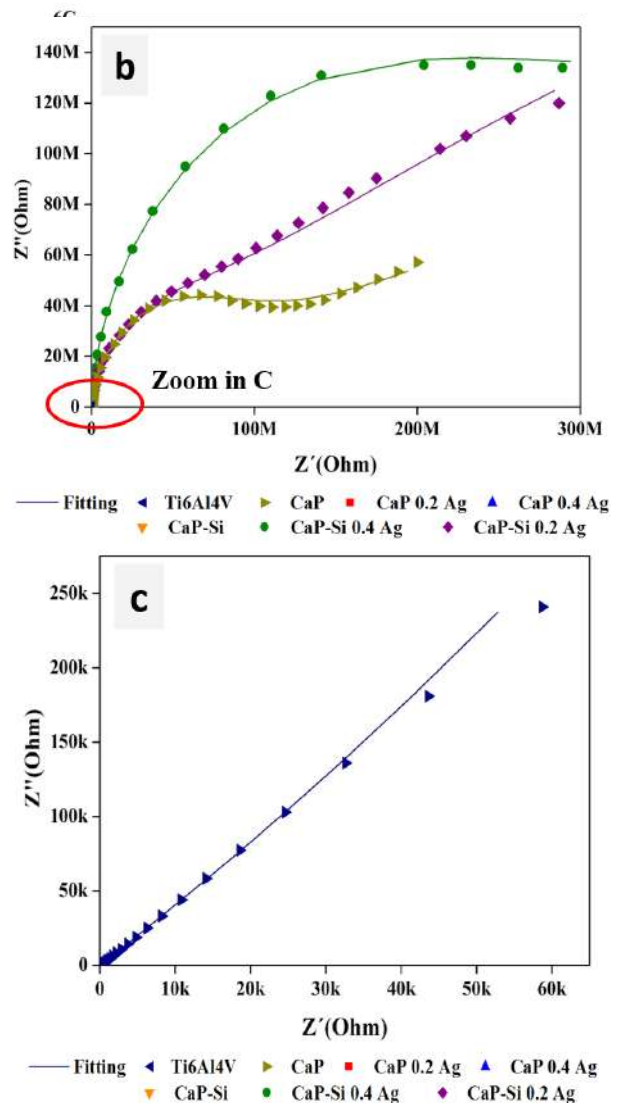 b
140M
120M
100M
80M
60M
40M
20M
0
Z"(Ohm)
Zoom in C
0
100M
200M
300M
Z´(Ohm)
Fitting Ti6Al4V CaP CaP 0.2 Ag CaP 0.4 Ag
CaP-Si CaP-Si 0.4 Ag CaP-Si 0.2 Ag
c
250k
200k
150k
100k
50k
0
Z"(Ohm)
0 10k 20k 30k 40k 50k 60k
Z´(Ohm)
Fitting Ti6Al4V CaP CaP 0.2 Ag CaP 0.4 Ag
CaP-Si CaP-Si 0.4 Ag CaP-Si 0.2 Ag